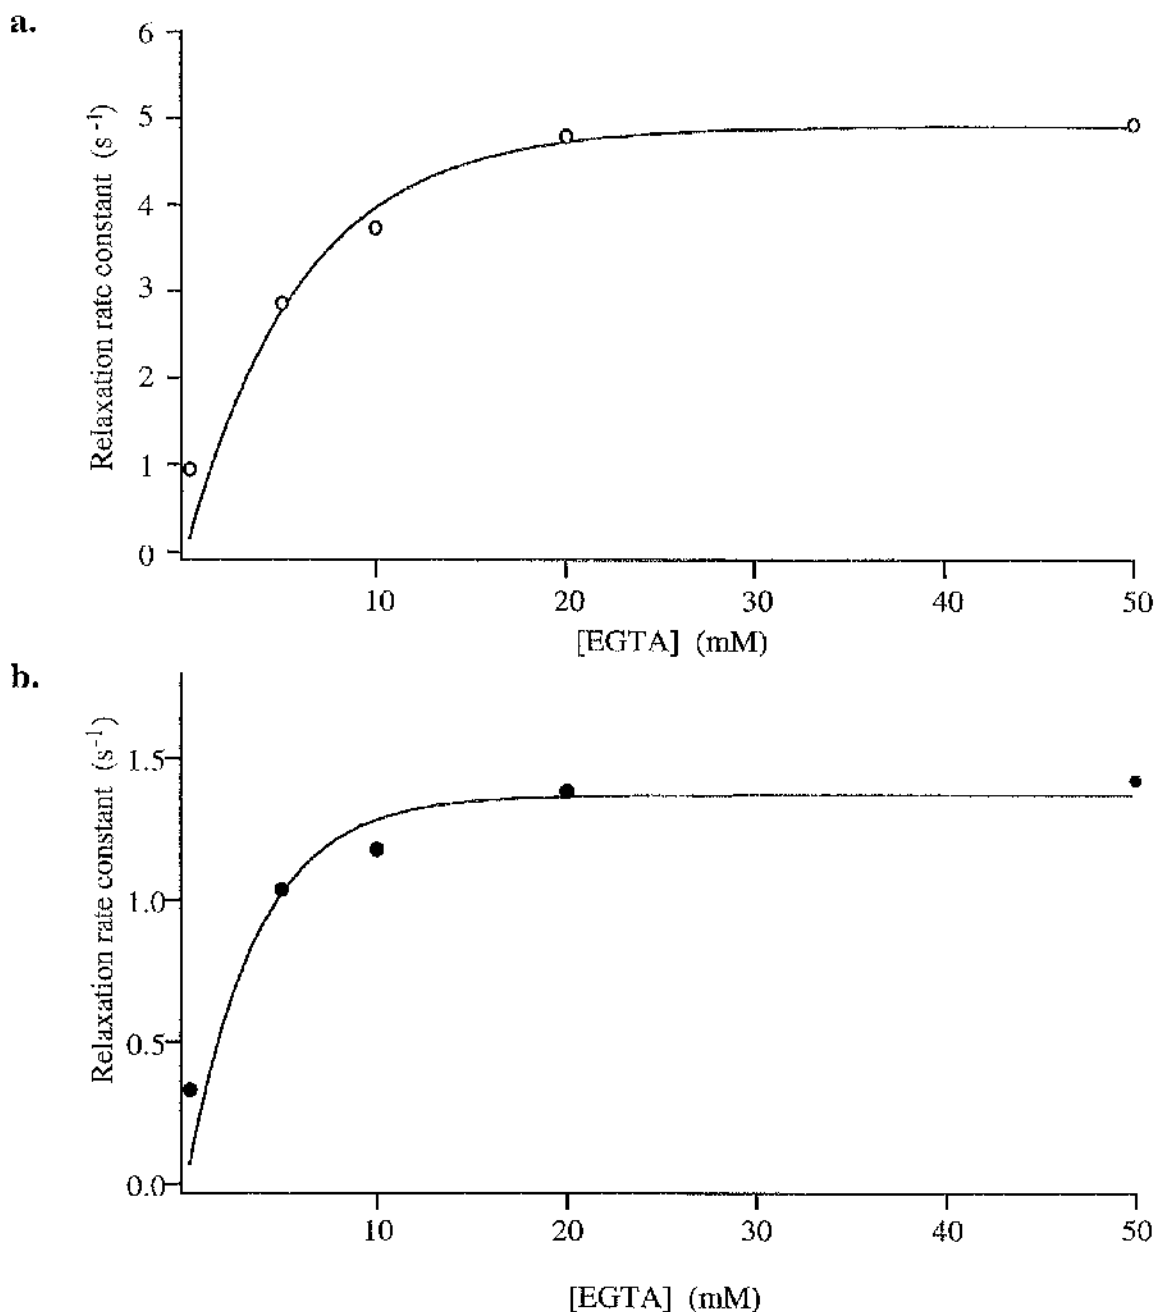 a.
6
5
4
3
2
1
0
Relaxation rate constant (s⁻¹)
10 20 30 40 50
[EGTA] (mM)
b.
1.5
1.0
0.5
0.0
Relaxation rate constant (s⁻¹)
10 20 30 40 50
[EGTA] (mM)